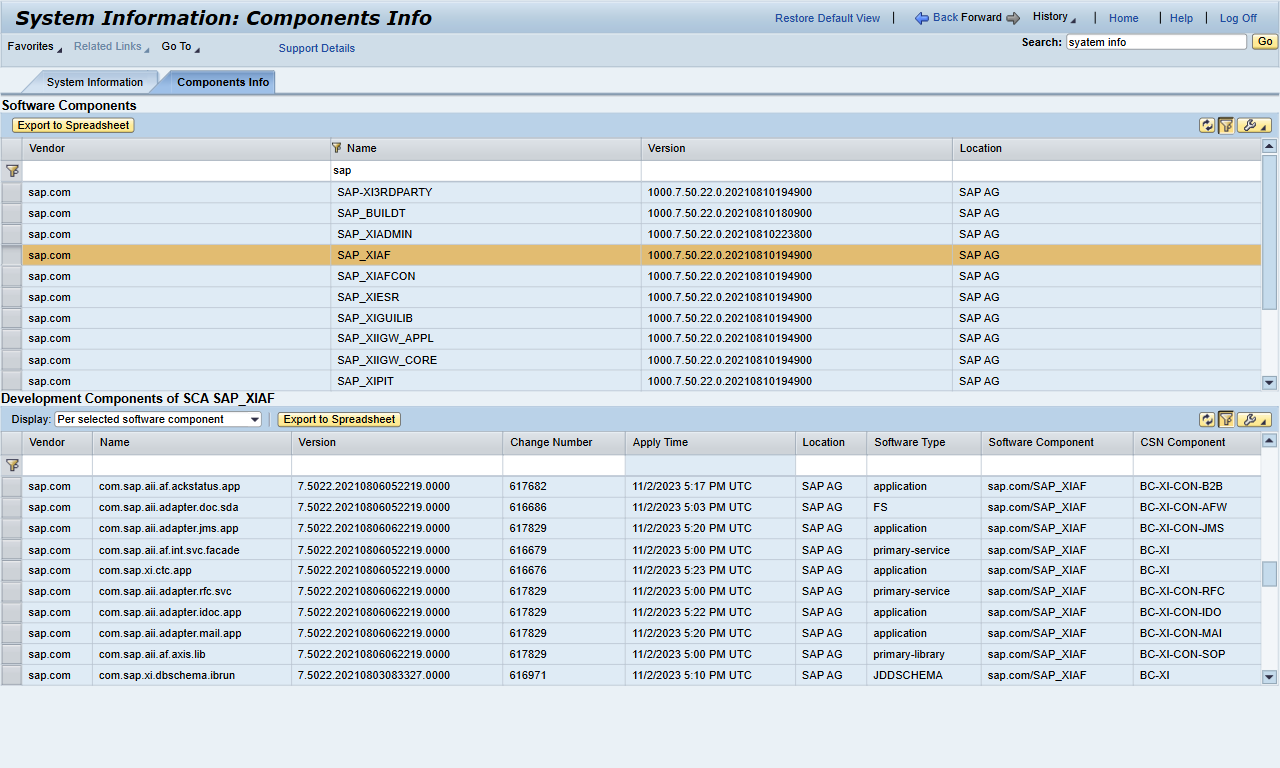 System Information: Components Info
Restore Default View | Back Forward History | Home | Help | Log Off
Favorites Related Links Go To Support Details
Search: syatem info Go
System Information Components Info
Software Components
Export to Spreadsheet
Vendor Name Version Location
sap
sap.com SAP-XI3RDPARTY 1000.7.50.22.0.20210810194900 SAP AG
sap.com SAP_BUILDT 1000.7.50.22.0.20210810180900 SAP AG
sap.com SAP_XIADMIN 1000.7.50.22.0.20210810223800 SAP AG
sap.com SAP_XIAF 1000.7.50.22.0.20210810194900 SAP AG
sap.com SAP_XIAFCON 1000.7.50.22.0.20210810194900 SAP AG
sap.com SAP_XIESR 1000.7.50.22.0.20210810194900 SAP AG
sap.com SAP_XIGUILIB 1000.7.50.22.0.20210810194900 SAP AG
sap.com SAP_XIIGW_APPL 1000.7.50.22.0.20210810194900 SAP AG
sap.com SAP_XIIGW_CORE 1000.7.50.22.0.20210810194900 SAP AG
sap.com SAP_XIPIT 1000.7.50.22.0.20210810194900 SAP AG
Development Components of SCA SAP_XIAF
Display: Per selected software component Export to Spreadsheet
Vendor Name Version Change Number Apply Time Location Software Type Software Component CSN Component
sap.com com.sap.aii.af.ackstatus.app 7.5022.20210806052219.0000 617682 11/2/2023 5:17 PM UTC SAP AG application sap.com/SAP_XIAF BC-XI-CON-B2B
sap.com com.sap.aii.adapter.doc.sda 7.5022.20210806052219.0000 616686 11/2/2023 5:03 PM UTC SAP AG FS sap.com/SAP_XIAF BC-XI-CON-AFW
sap.com com.sap.aii.adapter.jms.app 7.5022.20210806052219.0000 617829 11/2/2023 5:20 PM UTC SAP AG application sap.com/SAP_XIAF BC-XI-CON-JMS
sap.com com.sap.aii.af.int.svc.facade 7.5022.20210806052219.0000 616679 11/2/2023 5:00 PM UTC SAP AG primary-service sap.com/SAP_XIAF BC-XI
sap.com com.sap.xi.ctc.app 7.5022.20210806052219.0000 616676 11/2/2023 5:23 PM UTC SAP AG application sap.com/SAP_XIAF BC-XI
sap.com com.sap.aii.adapter.rfc.svc 7.5022.20210806062219.0000 617829 11/2/2023 5:00 PM UTC SAP AG primary-service sap.com/SAP_XIAF BC-XI-CON-RFC
sap.com com.sap.aii.adapter.idoc.app 7.5022.20210806062219.0000 617829 11/2/2023 5:22 PM UTC SAP AG application sap.com/SAP_XIAF BC-XI-CON-IDO
sap.com com.sap.aii.adapter.mail.app 7.5022.20210806062219.0000 617829 11/2/2023 5:20 PM UTC SAP AG application sap.com/SAP_XIAF BC-XI-CON-MAI
sap.com com.sap.aii.af.axis.lib 7.5022.20210806062219.0000 617829 11/2/2023 5:00 PM UTC SAP AG primary-library sap.com/SAP_XIAF BC-XI-CON-SOP
sap.com com.sap.xi.dbschema.ibrun 7.5022.20210803083327.0000 616971 11/2/2023 5:10 PM UTC SAP AG JDDSCHEMA sap.com/SAP_XIAF BC-XI